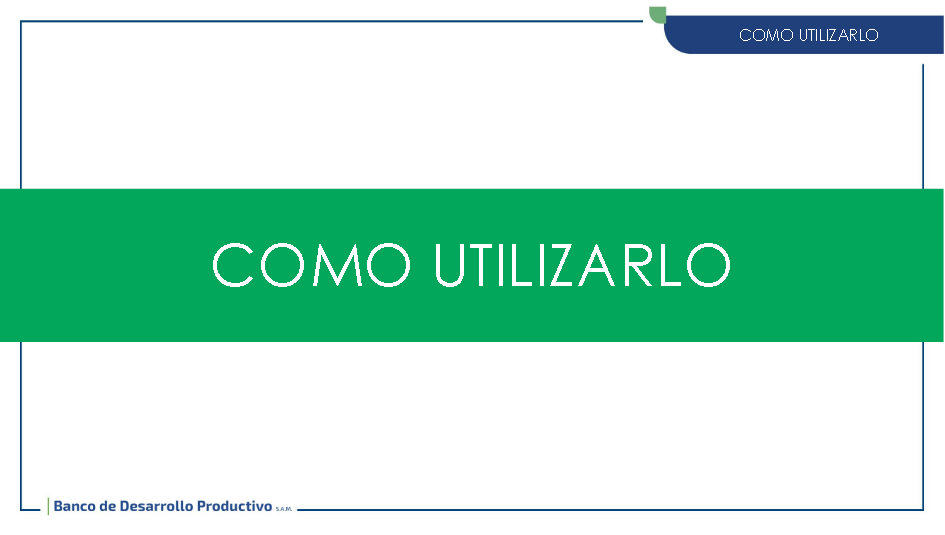 COMO UTILIZARLO
COMO UTILIZARLO
Banco de Desarrollo Productivo S.A.M.